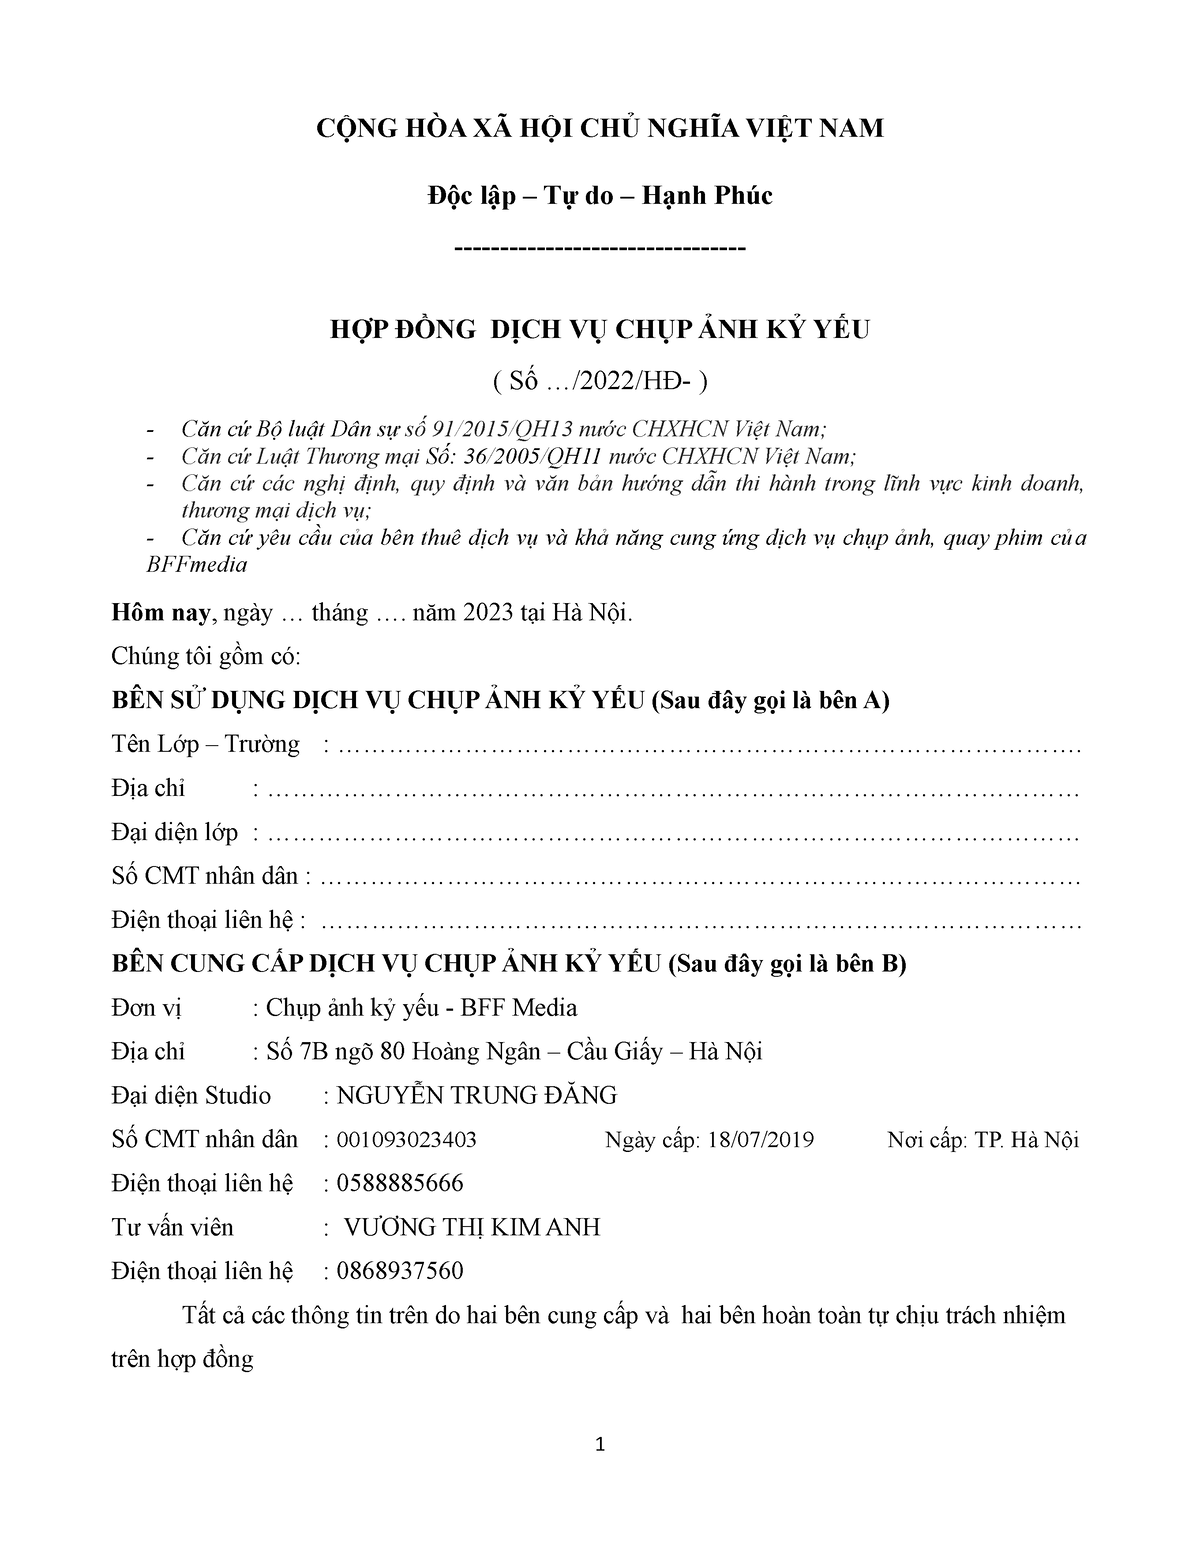 CỘNG HÒA XÃ HỘI CHỦ NGHĨA VIỆT NAM
Độc lập – Tự do – Hạnh Phúc
--------------------------------
HỢP ĐỒNG DỊCH VỤ CHỤP ẢNH KỶ YẾU
( Số …/2022/HĐ- )
- Căn cứ Bộ luật Dân sự số 91/2015/QH13 nước CHXHCN Việt Nam;
- Căn cứ Luật Thương mại Số: 36/2005/QH11 nước CHXHCN Việt Nam;
- Căn cứ các nghị định, quy định và văn bản hướng dẫn thi hành trong lĩnh vực kinh doanh,
thương mại dịch vụ;
- Căn cứ yêu cầu của bên thuê dịch vụ và khả năng cung ứng dịch vụ chụp ảnh, quay phim của
BFFmedia
Hôm nay, ngày … tháng …. năm 2023 tại Hà Nội.
Chúng tôi gồm có:
BÊN SỬ DỤNG DỊCH VỤ CHỤP ẢNH KỶ YẾU (Sau đây gọi là bên A)
Tên Lớp – Trường : …………………………………………………………………………….
Địa chỉ : ……………………………………………………………………………………
Đại diện lớp : ……………………………………………………………………………………
Số CMT nhân dân : ………………………………………………………………………………
Điện thoại liên hệ : ………………………………………………………………………………
BÊN CUNG CẤP DỊCH VỤ CHỤP ẢNH KỶ YẾU (Sau đây gọi là bên B)
Đơn vị : Chụp ảnh kỷ yếu - BFF Media
Địa chỉ : Số 7B ngõ 80 Hoàng Ngân – Cầu Giấy – Hà Nội
Đại diện Studio : NGUYỄN TRUNG ĐĂNG
Số CMT nhân dân : 001093023403 Ngày cấp: 18/07/2019 Nơi cấp: TP. Hà Nội
Điện thoại liên hệ : 0588885666
Tư vấn viên : VƯƠNG THỊ KIM ANH
Điện thoại liên hệ : 0868937560
Tất cả các thông tin trên do hai bên cung cấp và hai bên hoàn toàn tự chịu trách nhiệm
trên hợp đồng
1